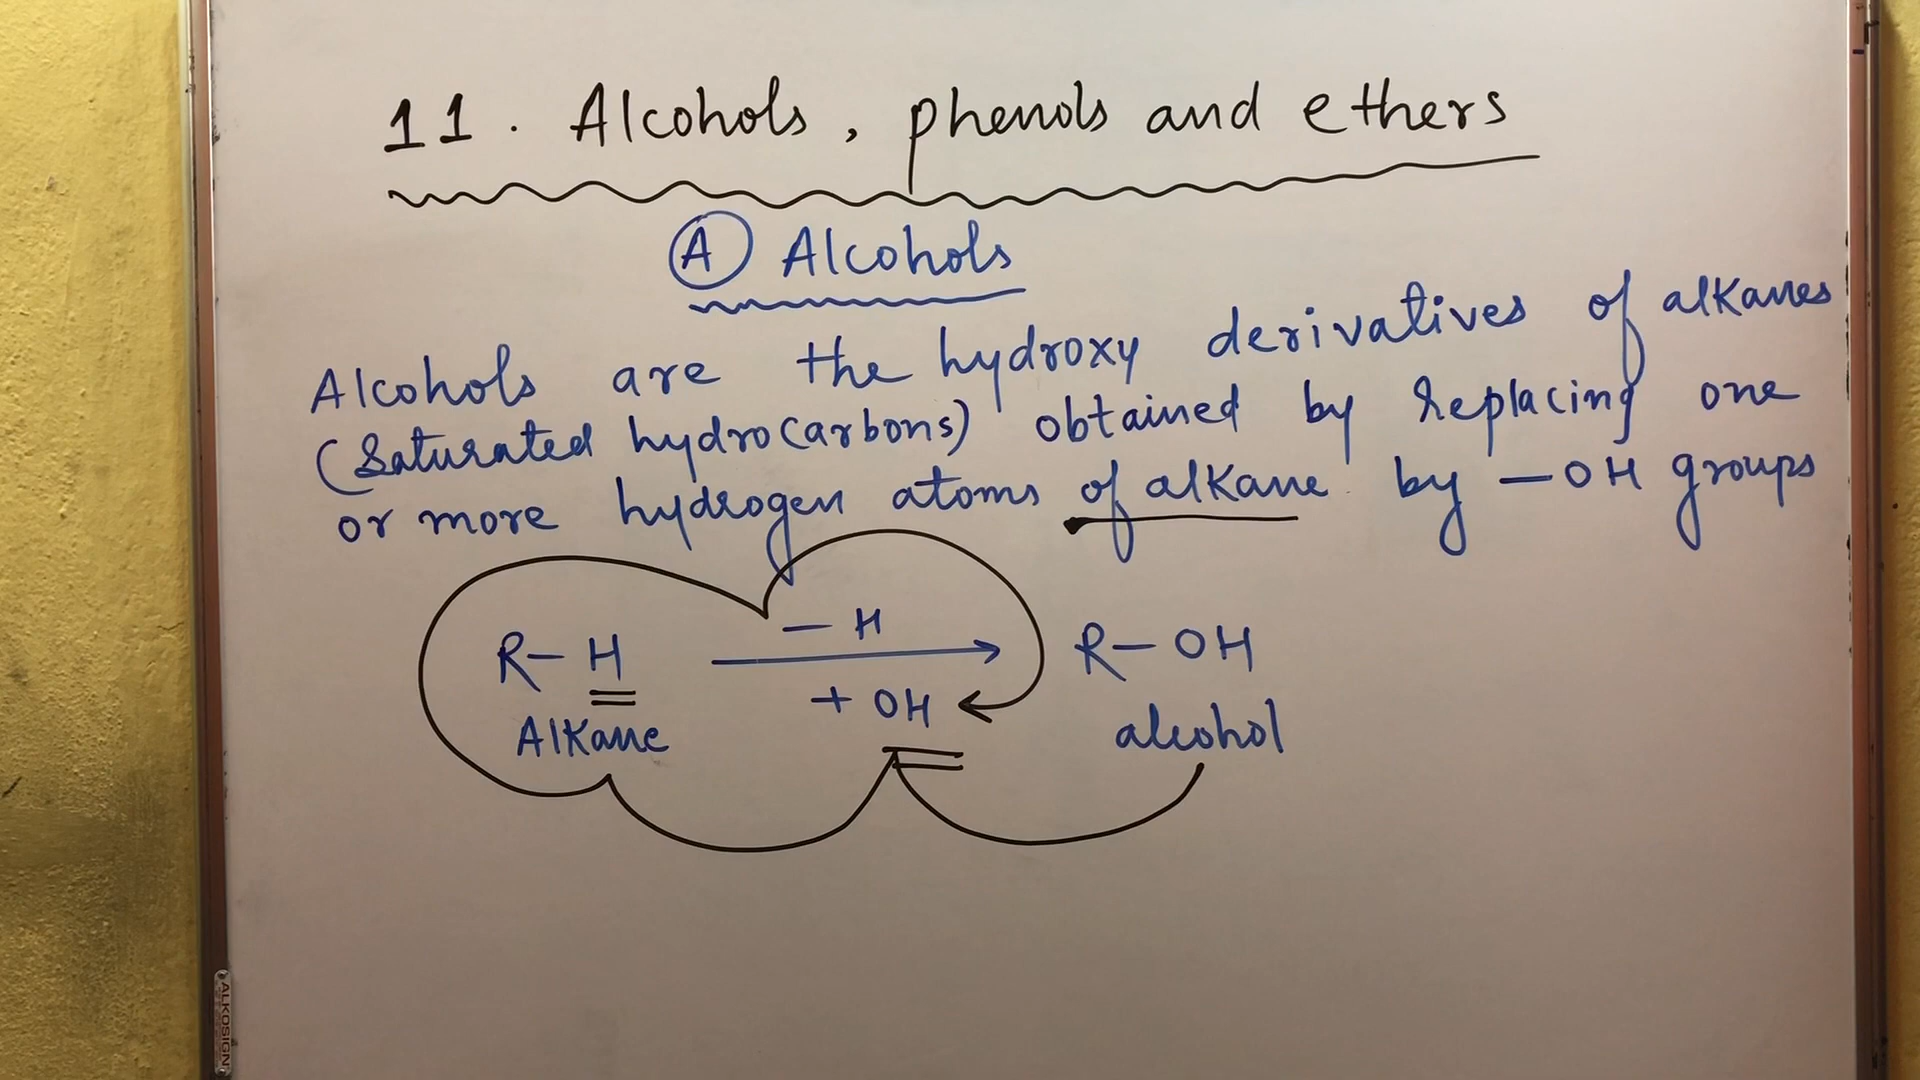 11. Alcohols, phenols and ethers
A Alcohols
Alcohols are the hydroxy derivatives of alkanes
(Saturated hydrocarbons) obtained by replacing one
or more hydrogen atoms of alkane by -OH groups
R-H - H R-OH
+ OH
Alkane alcohol
ALKOSIGN